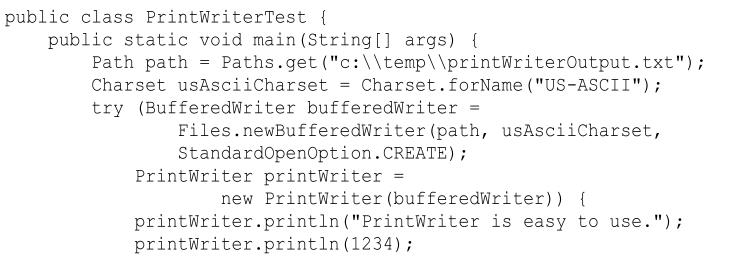 public class PrintWriterTest {
    public static void main(String[] args) {
        Path path = Paths.get("c:\\temp\\printWriterOutput.txt");
        Charset usAsciiCharset = Charset.forName("US-ASCII");
        try (BufferedWriter bufferedWriter =
                Files.newBufferedWriter(path, usAsciiCharset,
                StandardOpenOption.CREATE);
            PrintWriter printWriter =
                    new PrintWriter(bufferedWriter)) {
            printWriter.println("PrintWriter is easy to use.");
            printWriter.println(1234);